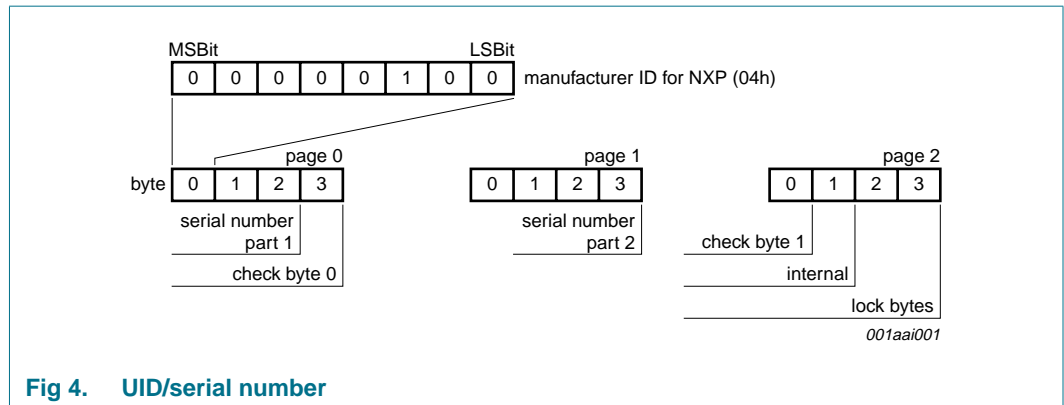 MSBit LSBit
0 0 0 0 0 1 0 0 manufacturer ID for NXP (04h)
page 0 page 1 page 2
byte 0 1 2 3 0 1 2 3 0 1 2 3
serial number serial number
part 1 part 2 check byte 1
check byte 0 internal
lock bytes
001aai001
Fig 4. UID/serial number